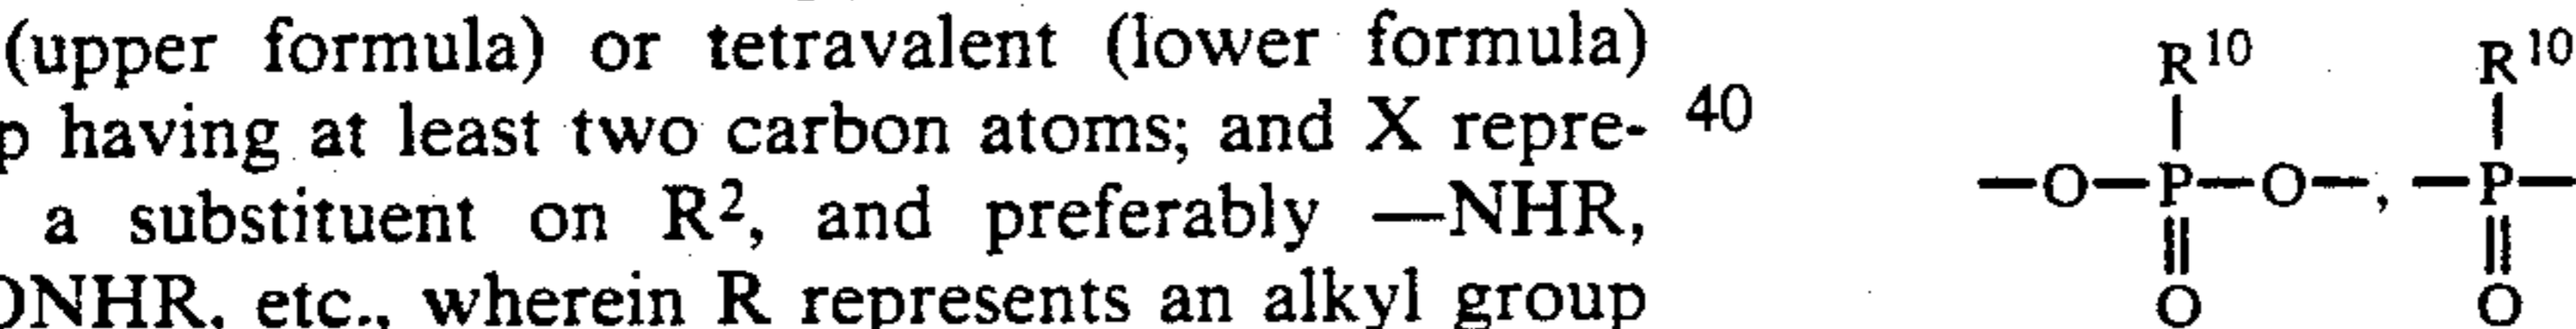 (upper formula) or tetravalent (lower formula)
p having at least two carbon atoms; and X repre-
a substituent on R², and preferably —NHR,
ONHR, etc., wherein R represents an alkyl group
40
R¹⁰ R¹⁰
| |
—O—P—O—, —P—
|| ||
O O